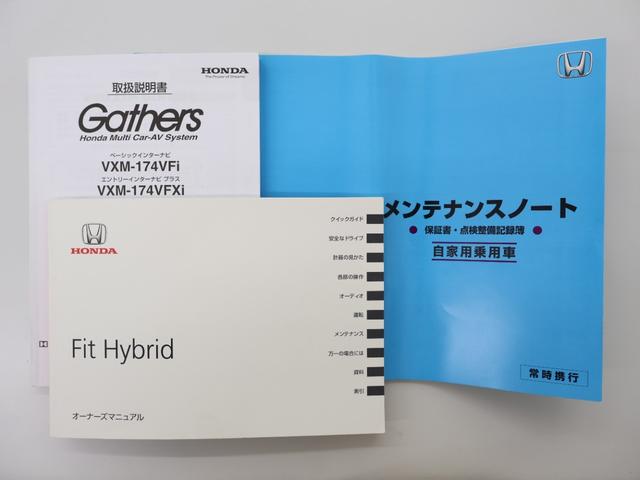 HONDA
The Power of Dreams
取扱説明書
Gathers
Honda Multi Car-AV System
ベーシックインターナビ
VXM-174VFi
エントリーインターナビ プラス
VXM-174VFXi
メンテナンスノート
● 保証書・点検整備記録簿 ●
自家用乗用車
常時携行
HONDA
Fit Hybrid
オーナーズマニュアル
クイックガイド
安全なドライブ
計器の見かた
各部の操作
オーディオ
運転
メンテナンス
万一の場合には
資料
索引